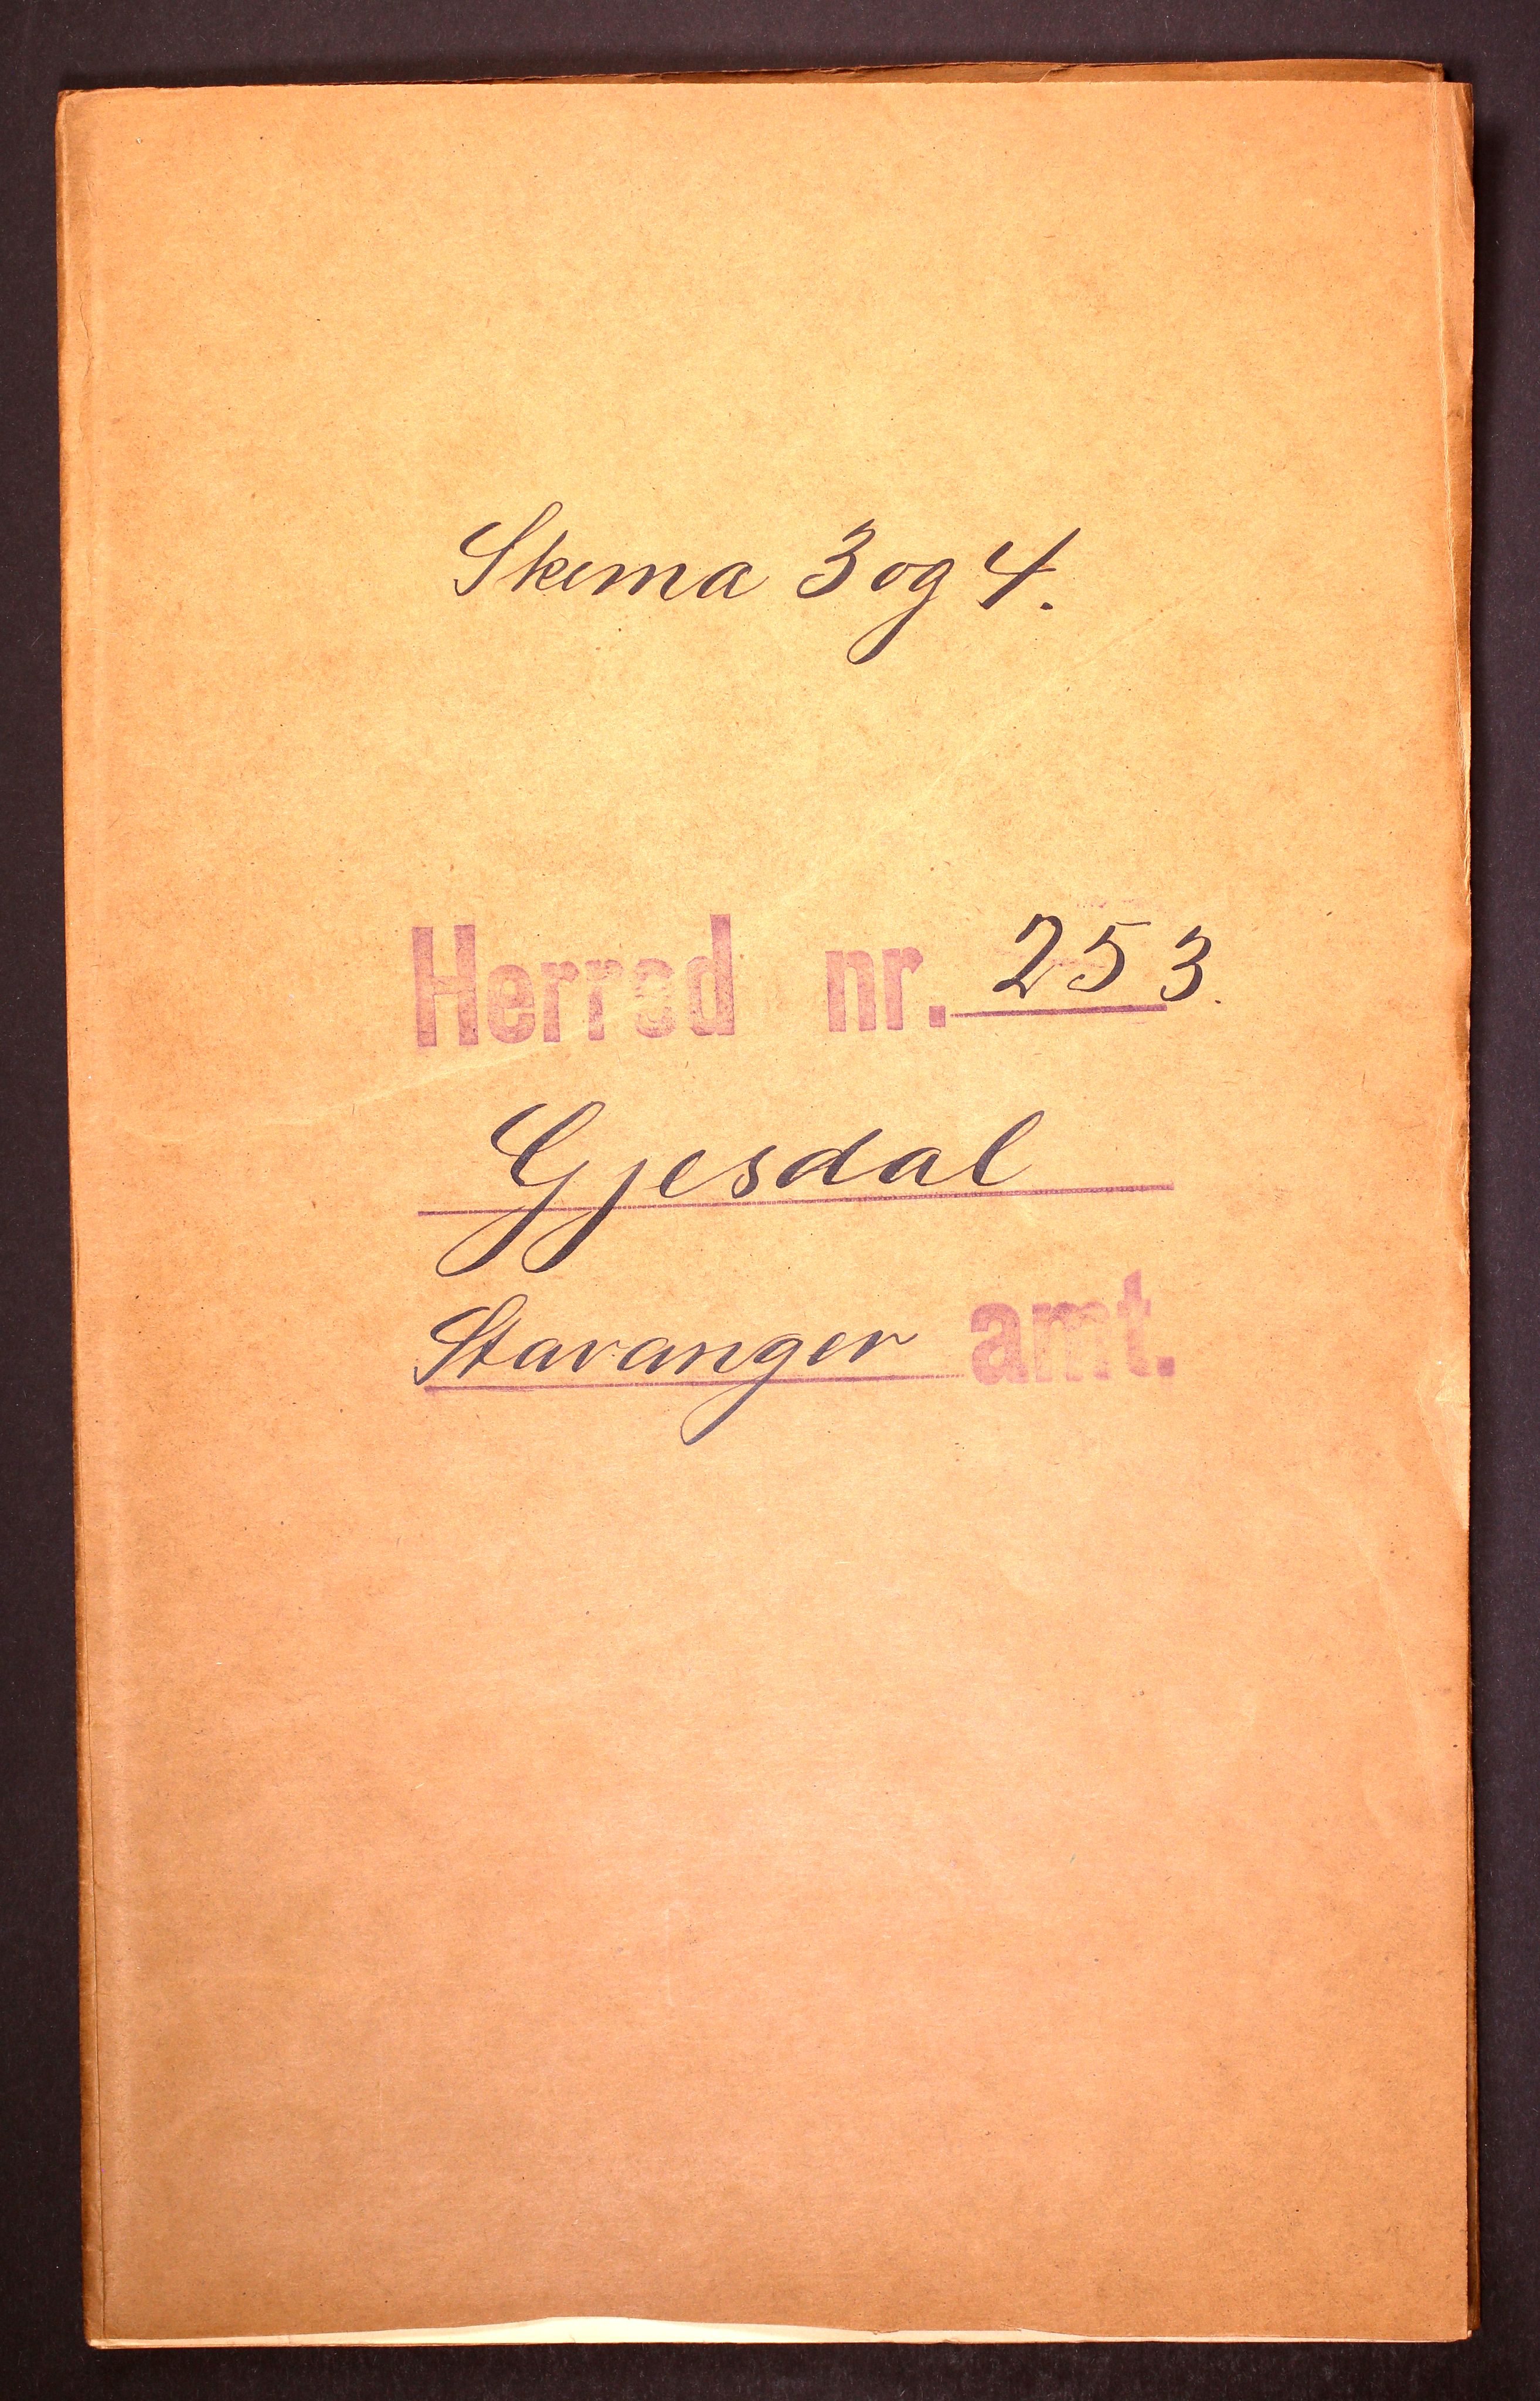 Skema 3 og 4.
Herred nr. 253.
Gjesdal
Stavanger amt.